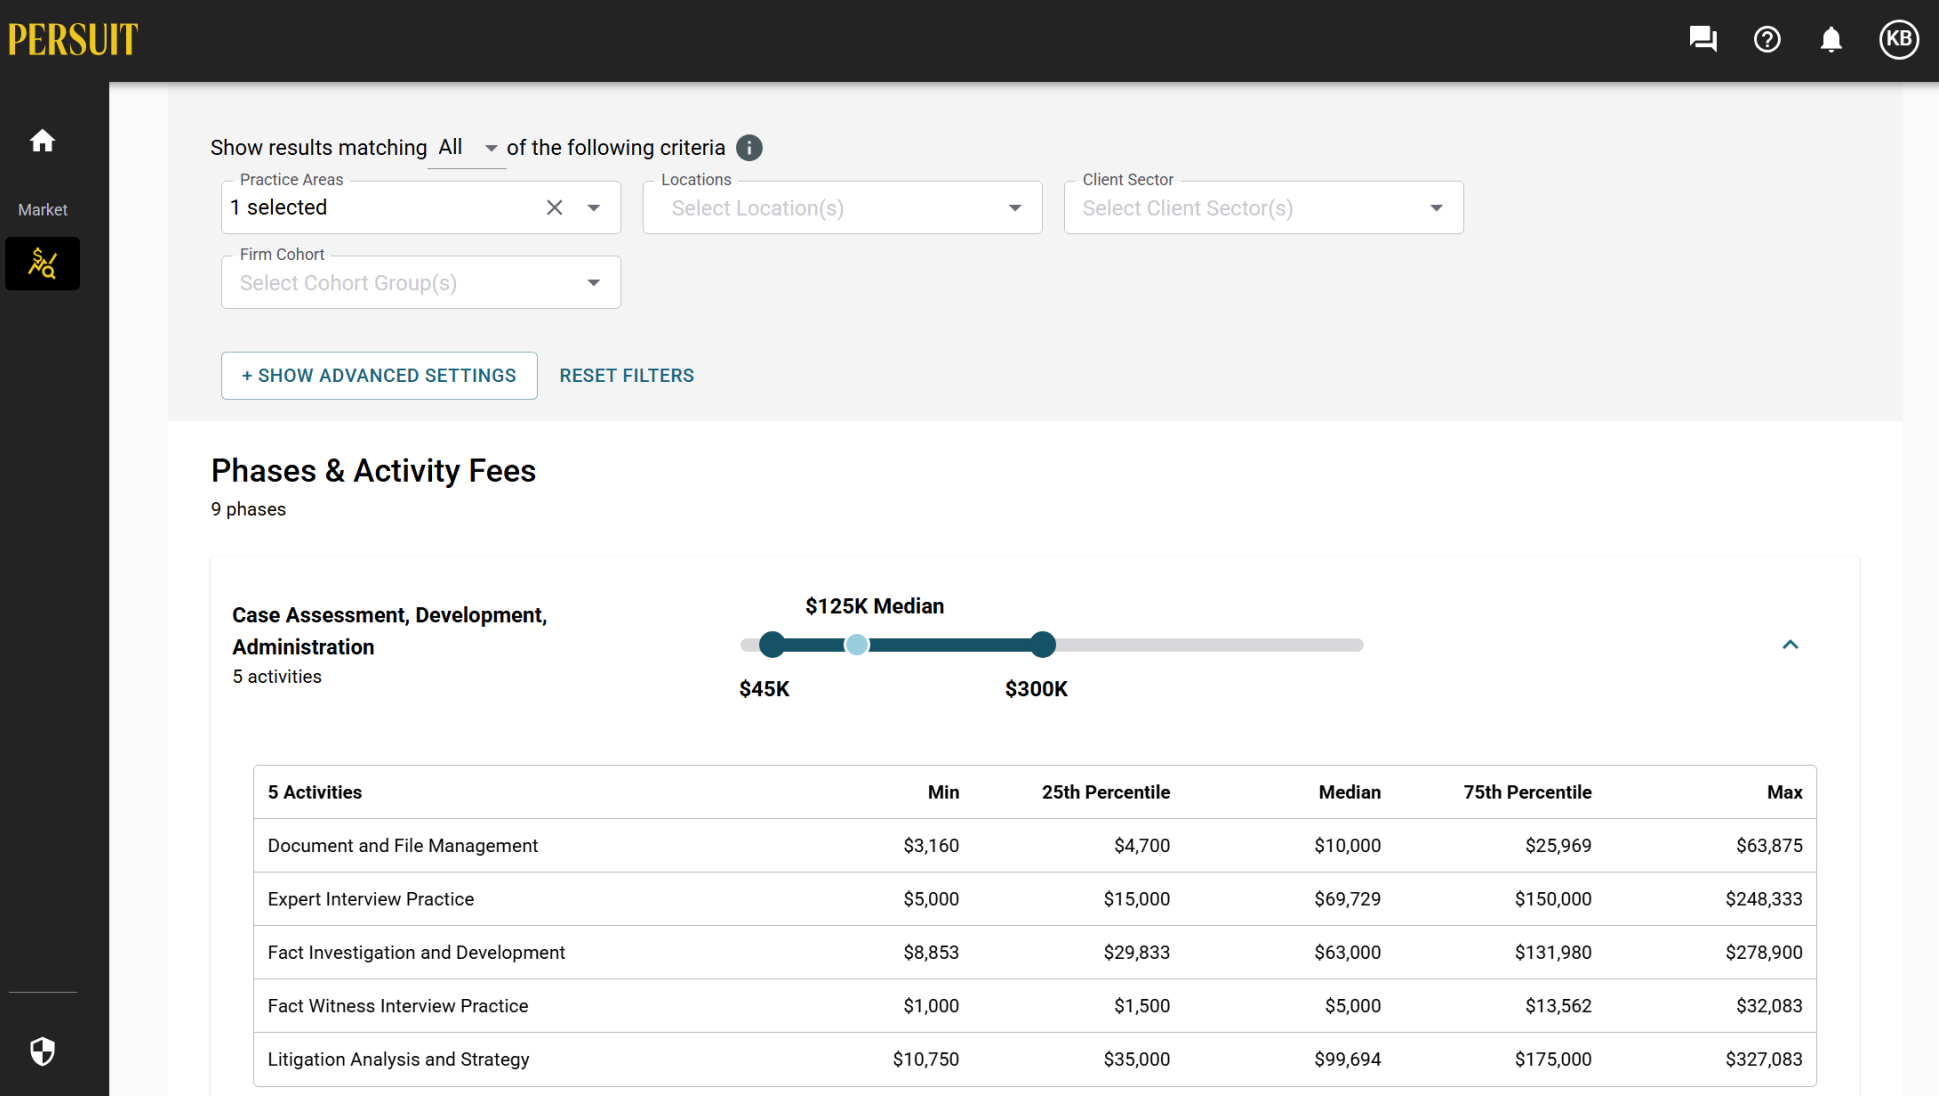 PERSUIT
KB
Market
Show results matching All of the following criteria
Practice Areas
1 selected
Locations
Select Location(s)
Client Sector
Select Client Sector(s)
Firm Cohort
Select Cohort Group(s)
+ SHOW ADVANCED SETTINGS
RESET FILTERS
Phases & Activity Fees
9 phases
Case Assessment, Development,
Administration
5 activities
$125K Median
$45K
$300K
5 Activities Min 25th Percentile Median 75th Percentile Max
Document and File Management $3,160 $4,700 $10,000 $25,969 $63,875
Expert Interview Practice $5,000 $15,000 $69,729 $150,000 $248,333
Fact Investigation and Development $8,853 $29,833 $63,000 $131,980 $278,900
Fact Witness Interview Practice $1,000 $1,500 $5,000 $13,562 $32,083
Litigation Analysis and Strategy $10,750 $35,000 $99,694 $175,000 $327,083